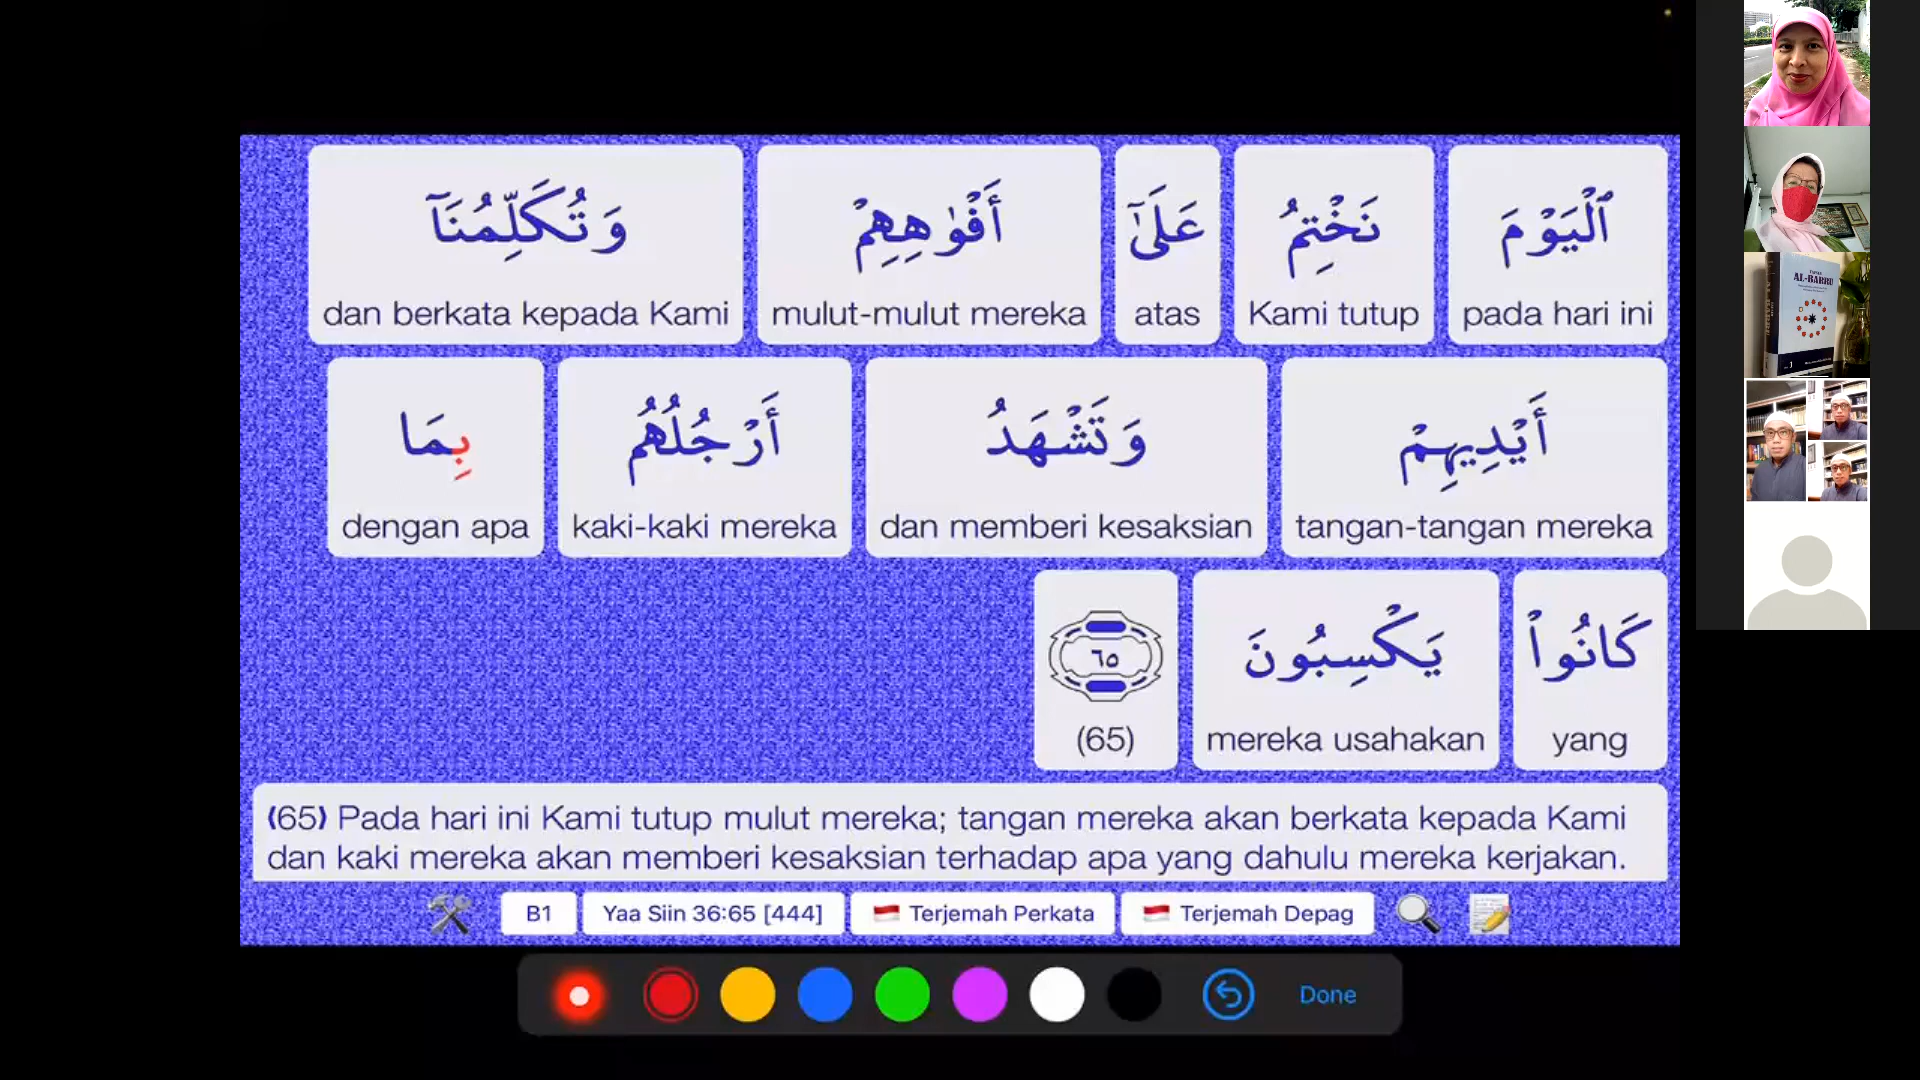 ٱلْيَوْمَ نَخْتِمُ عَلَىٰٓ أَفْوَٰهِهِمْ وَتُكَلِّمُنَآ
pada hari ini Kami tutup atas mulut-mulut mereka dan berkata kepada Kami
أَيْدِيهِمْ وَتَشْهَدُ أَرْجُلُهُم بِمَا
tangan-tangan mereka dan memberi kesaksian kaki-kaki mereka dengan apa
كَانُوا۟ يَكْسِبُونَ ٦٥
yang mereka usahakan (65)
(65) Pada hari ini Kami tutup mulut mereka; tangan mereka akan berkata kepada Kami
dan kaki mereka akan memberi kesaksian terhadap apa yang dahulu mereka kerjakan.
B1 Yaa Siin 36:65 [444] Terjemah Perkata Terjemah Depag
Done
AL-BARRU